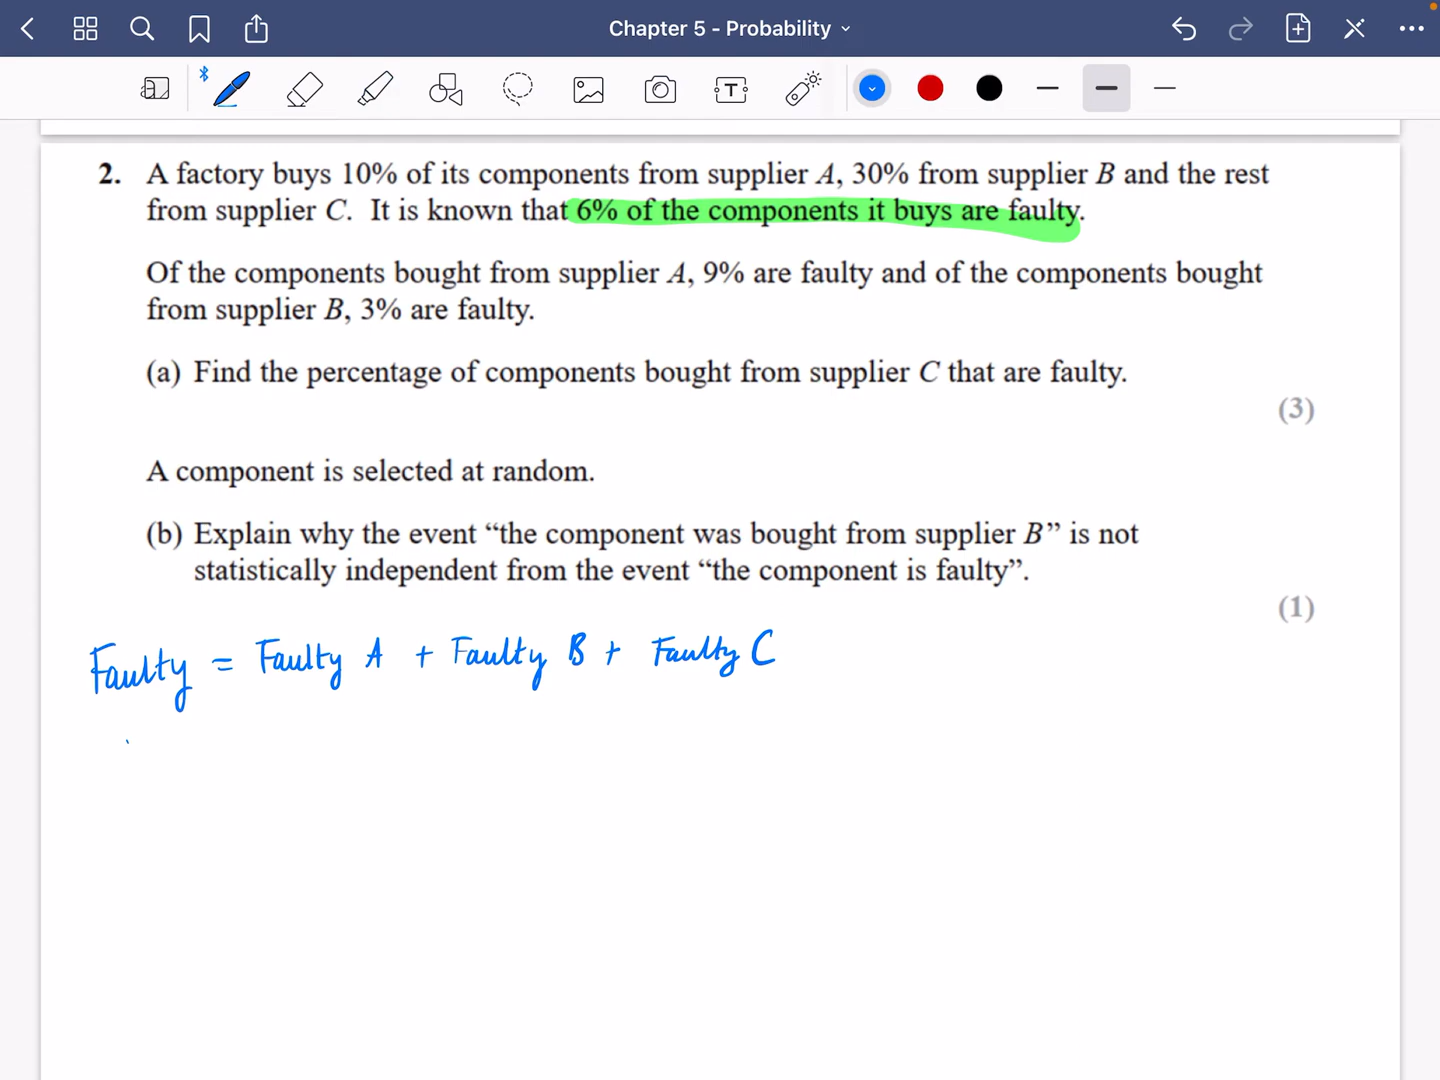 Chapter 5 - Probability
2. A factory buys 10% of its components from supplier A, 30% from supplier B and the rest
from supplier C. It is known that 6% of the components it buys are faulty.
Of the components bought from supplier A, 9% are faulty and of the components bought
from supplier B, 3% are faulty.
(a) Find the percentage of components bought from supplier C that are faulty.
(3)
A component is selected at random.
(b) Explain why the event “the component was bought from supplier B” is not
statistically independent from the event “the component is faulty”.
(1)
Faulty = Faulty A + Faulty B + Faulty C